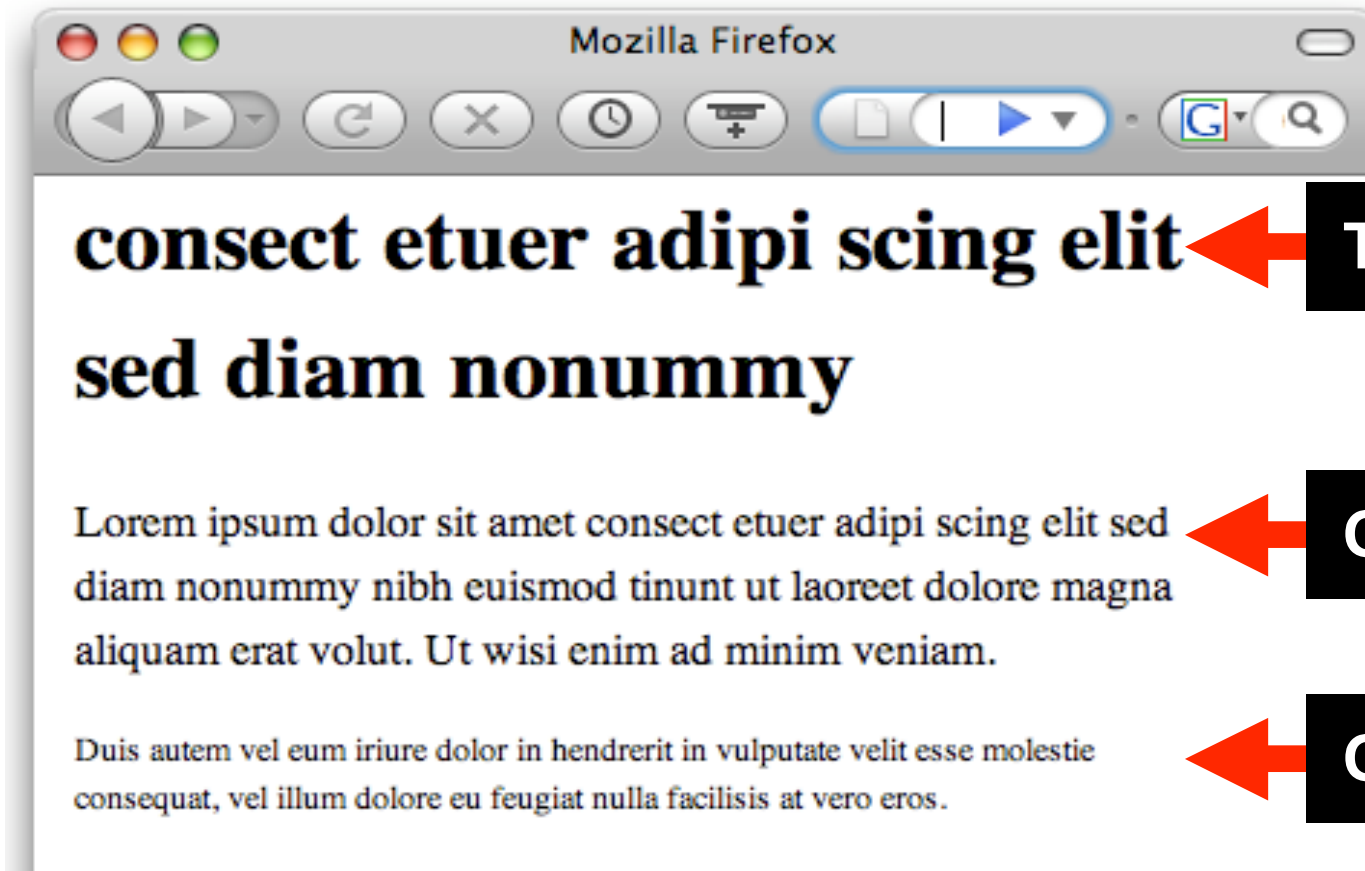 Mozilla Firefox
G
consect etuer adipi scing elit
sed diam nonummy
Lorem ipsum dolor sit amet consect etuer adipi scing elit sed
diam nonummy nibh euismod tinunt ut laoreet dolore magna
aliquam erat volut. Ut wisi enim ad minim veniam.
Duis autem vel eum iriure dolor in hendrerit in vulputate velit esse molestie
consequat, vel illum dolore eu feugiat nulla facilisis at vero eros.